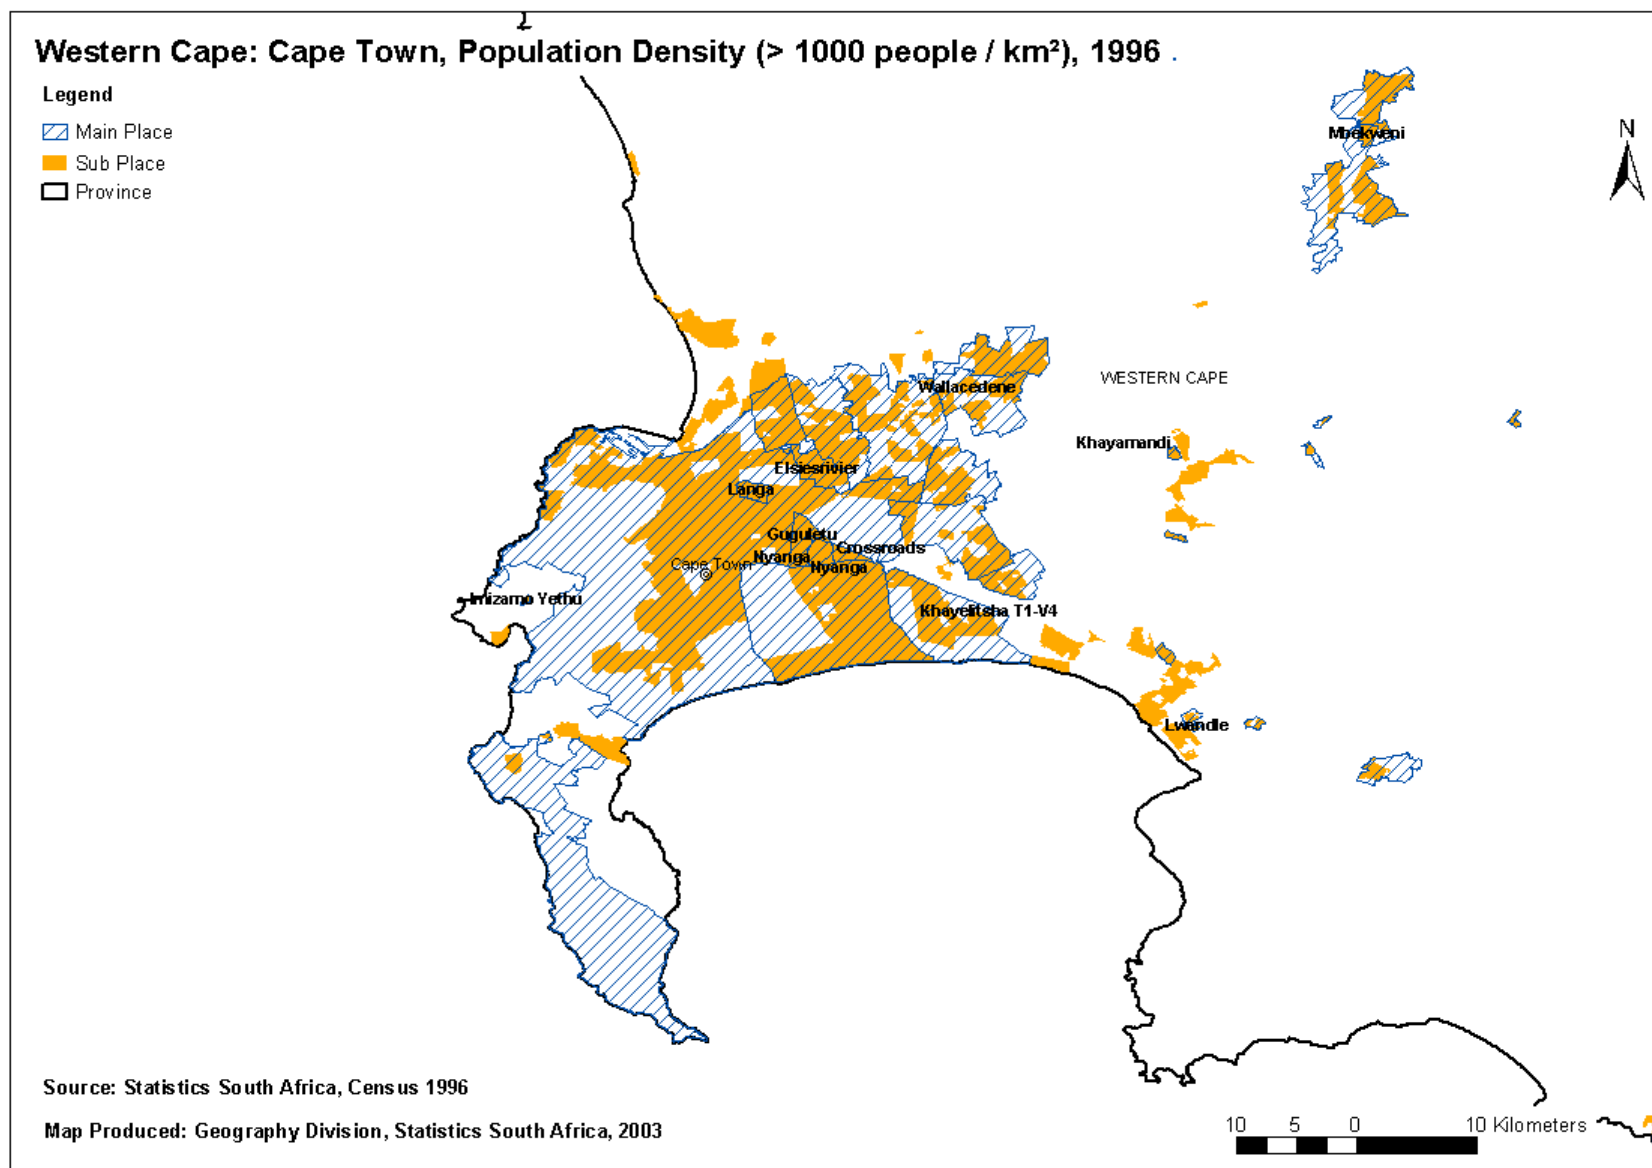 Western Cape: Cape Town, Population Density (> 1000 people / km²), 1996
Legend
Main Place
Sub Place
Province
Mbekweni
N
Wallacedene
WESTERN CAPE
Khayamandi
Elsiesrivier
Langa
Guguletu
Crossroads
Nyanga
Cape Town
Nyanga
Imizamo Yethu
Khayelitsha T1-V4
Lwandle
Source: Statistics South Africa, Census 1996
Map Produced: Geography Division, Statistics South Africa, 2003
10 5 0 10 Kilometers